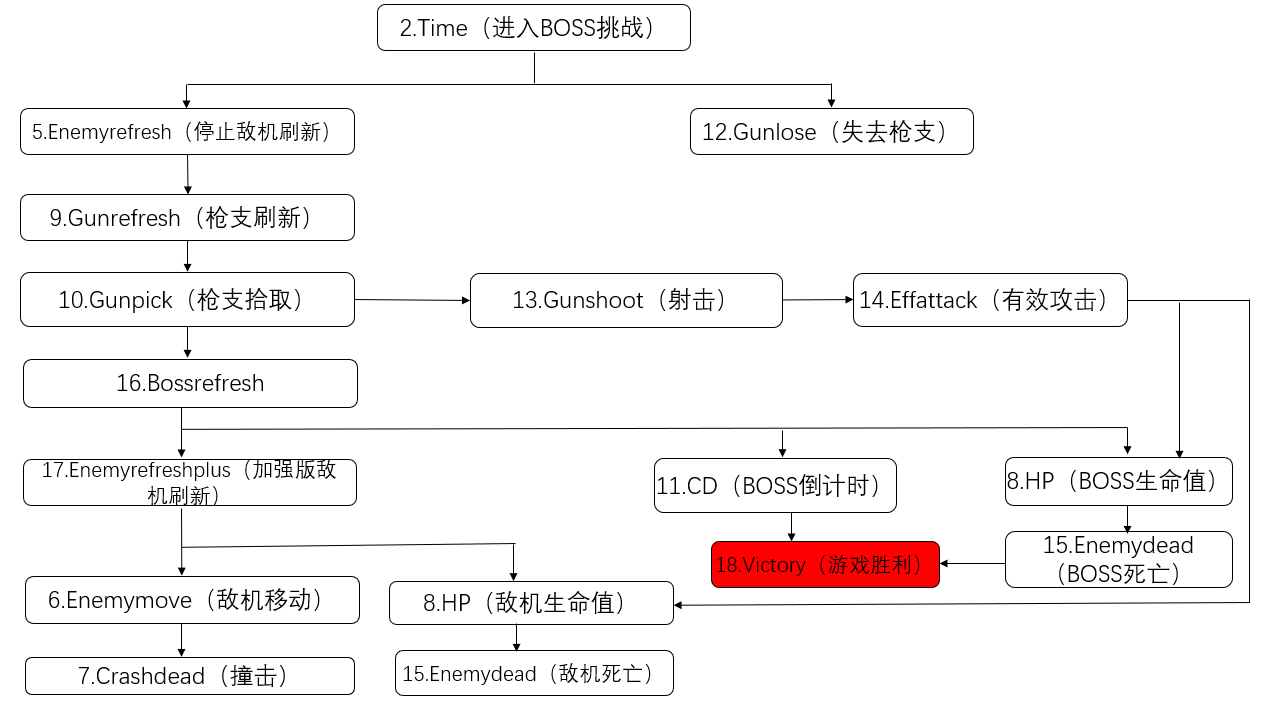 2.Time（进入BOSS挑战）
5.Enemyrefresh（停止敌机刷新）
12.Gunlose（失去枪支）
9.Gunrefresh（枪支刷新）
10.Gunpick（枪支拾取）
13.Gunshoot（射击）
14.Effattack（有效攻击）
16.Bossrefresh
17.Enemyrefreshplus（加强版敌
机刷新）
11.CD（BOSS倒计时）
8.HP（BOSS生命值）
18.Victory（游戏胜利）
15.Enemydead
（BOSS死亡）
6.Enemymove（敌机移动）
8.HP（敌机生命值）
7.Crashdead（撞击）
15.Enemydead（敌机死亡）